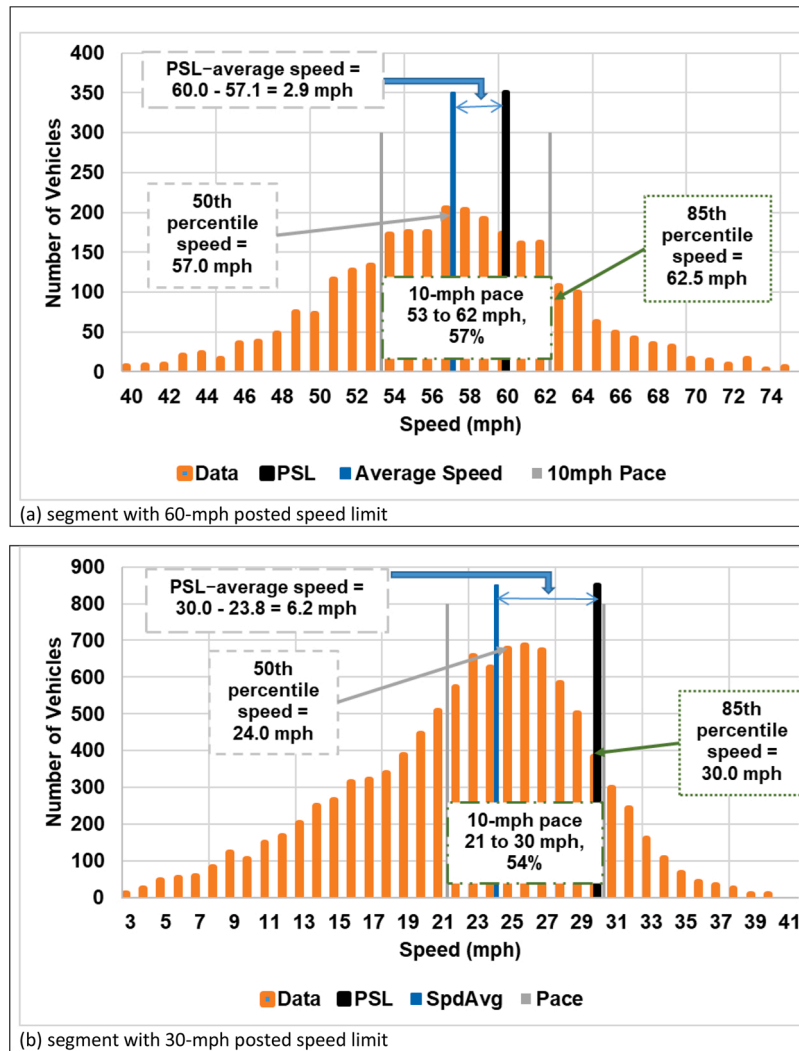 400
350
300
250
200
150
100
50
0
Number of Vehicles
PSL−average speed =
60.0 - 57.1 = 2.9 mph
50th
percentile
speed =
57.0 mph
85th
percentile
speed =
62.5 mph
10-mph pace
53 to 62 mph,
57%
40 42 44 46 48 50 52 54 56 58 60 62 64 66 68 70 72 74
Speed (mph)
Data PSL Average Speed 10mph Pace
(a) segment with 60-mph posted speed limit
900
800
700
600
500
400
300
200
100
0
Number of Vehicles
PSL−average speed =
30.0 - 23.8 = 6.2 mph
50th
percentile
speed =
24.0 mph
85th
percentile
speed =
30.0 mph
10-mph pace
21 to 30 mph,
54%
3 5 7 9 11 13 15 17 19 21 23 25 27 29 31 33 35 37 39 41
Speed (mph)
Data PSL SpdAvg Pace
(b) segment with 30-mph posted speed limit